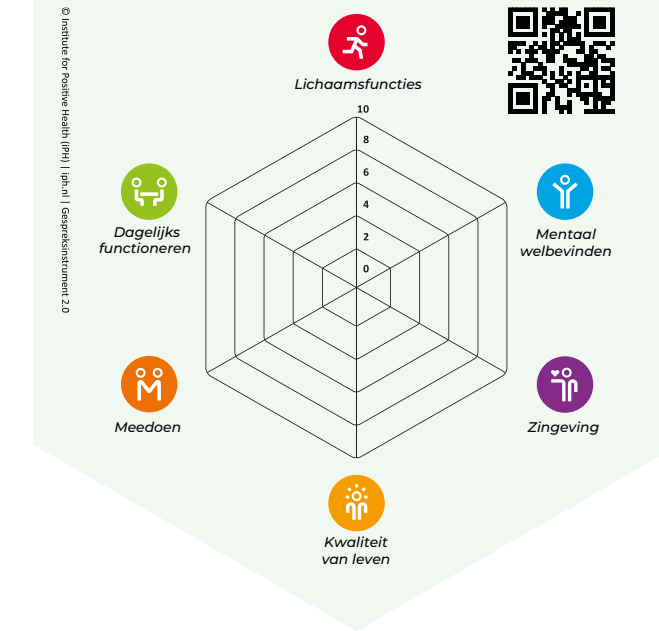 © Institute for Positive Health (iPH) | iph.nl | Gespreksinstrument 2.0
Lichaamsfuncties
10
8
6
4
2
0
Dagelijks
functioneren
Mentaal
welbevinden
Meedoen
Zingeving
Kwaliteit
van leven